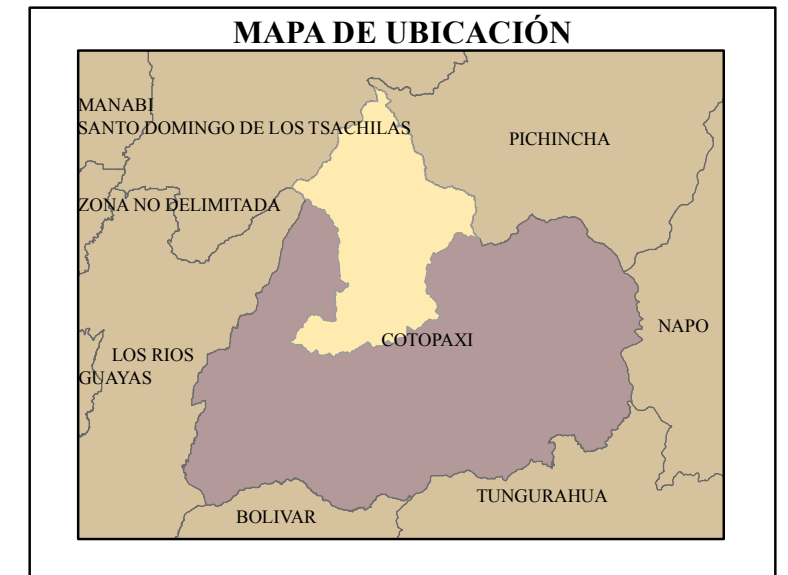 MAPA DE UBICACIÓN
MANABI
SANTO DOMINGO DE LOS TSACHILAS
PICHINCHA
ZONA NO DELIMITADA
NAPO
COTOPAXI
LOS RIOS
GUAYAS
TUNGURAHUA
BOLIVAR